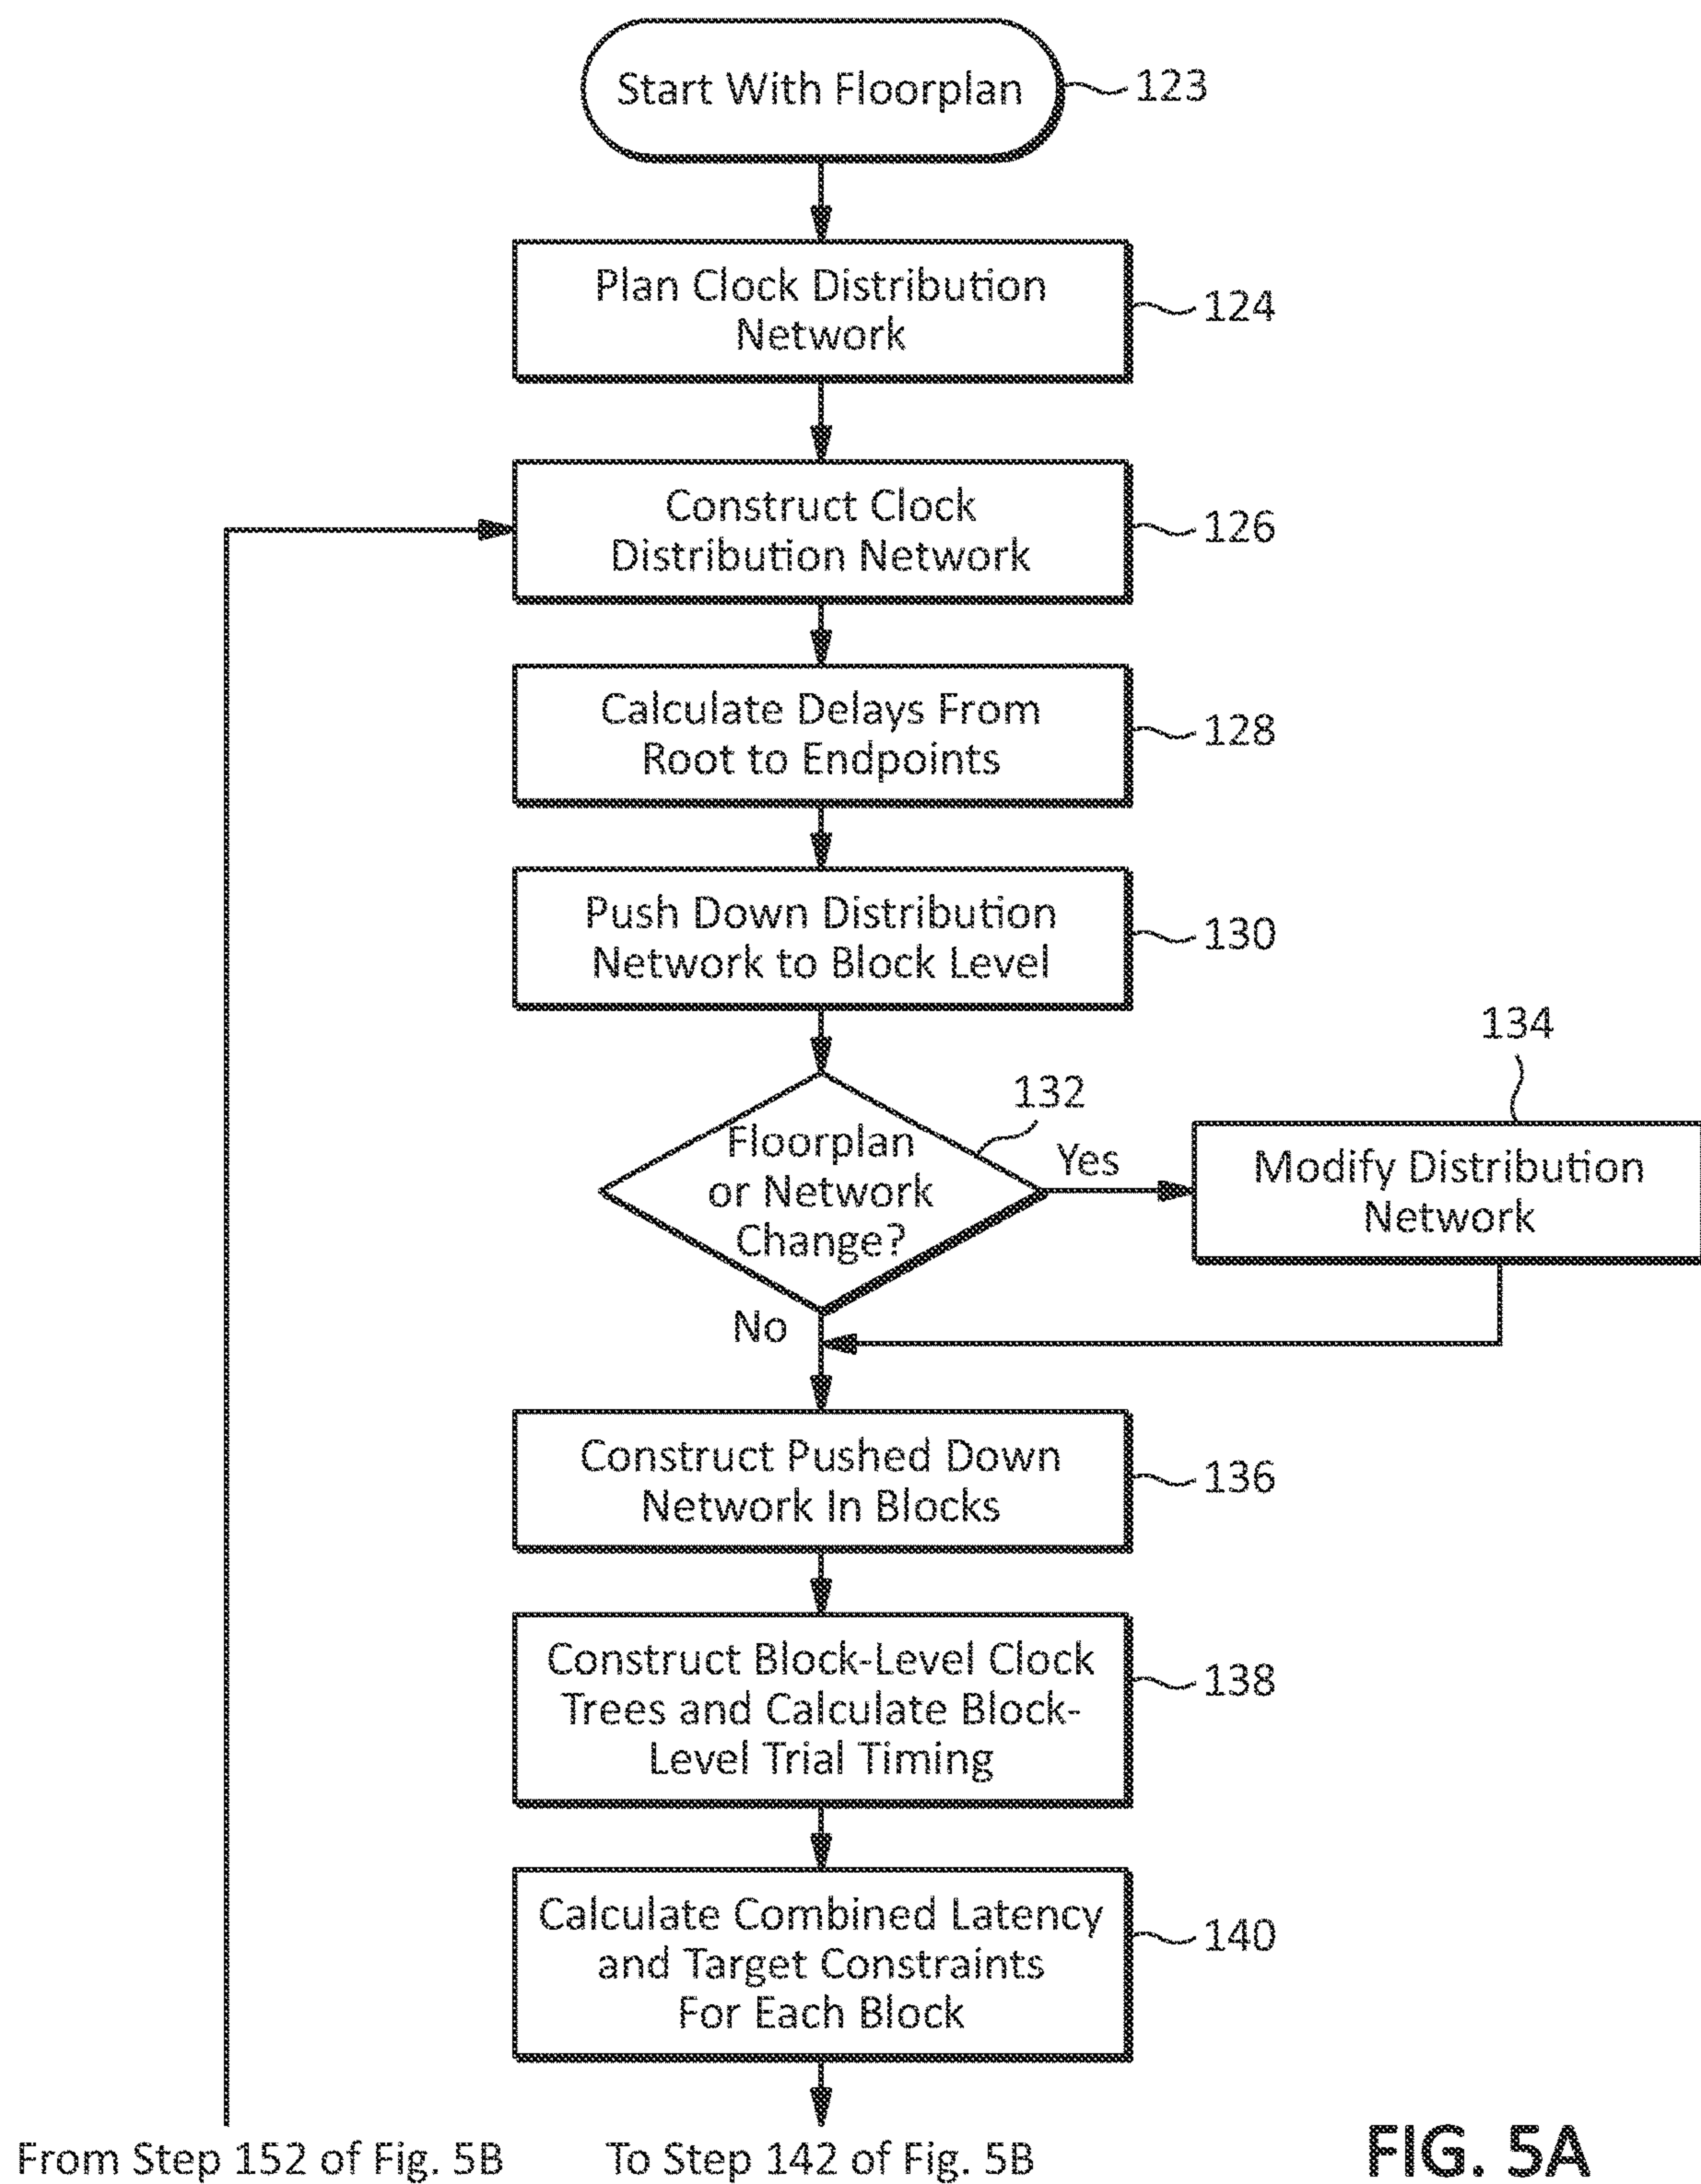 Start With Floorplan
123
Plan Clock Distribution
Network
124
Construct Clock
Distribution Network
126
Calculate Delays From
Root to Endpoints
128
Push Down Distribution
Network to Block Level
130
134
132
Floorplan
or Network
Change?
Yes
Modify Distribution
Network
No
Construct Pushed Down
Network In Blocks
136
Construct Block-Level Clock
Trees and Calculate Block-
Level Trial Timing
138
Calculate Combined Latency
and Target Constraints
For Each Block
140
From Step 152 of Fig. 5B
To Step 142 of Fig. 5B
FIG. 5A